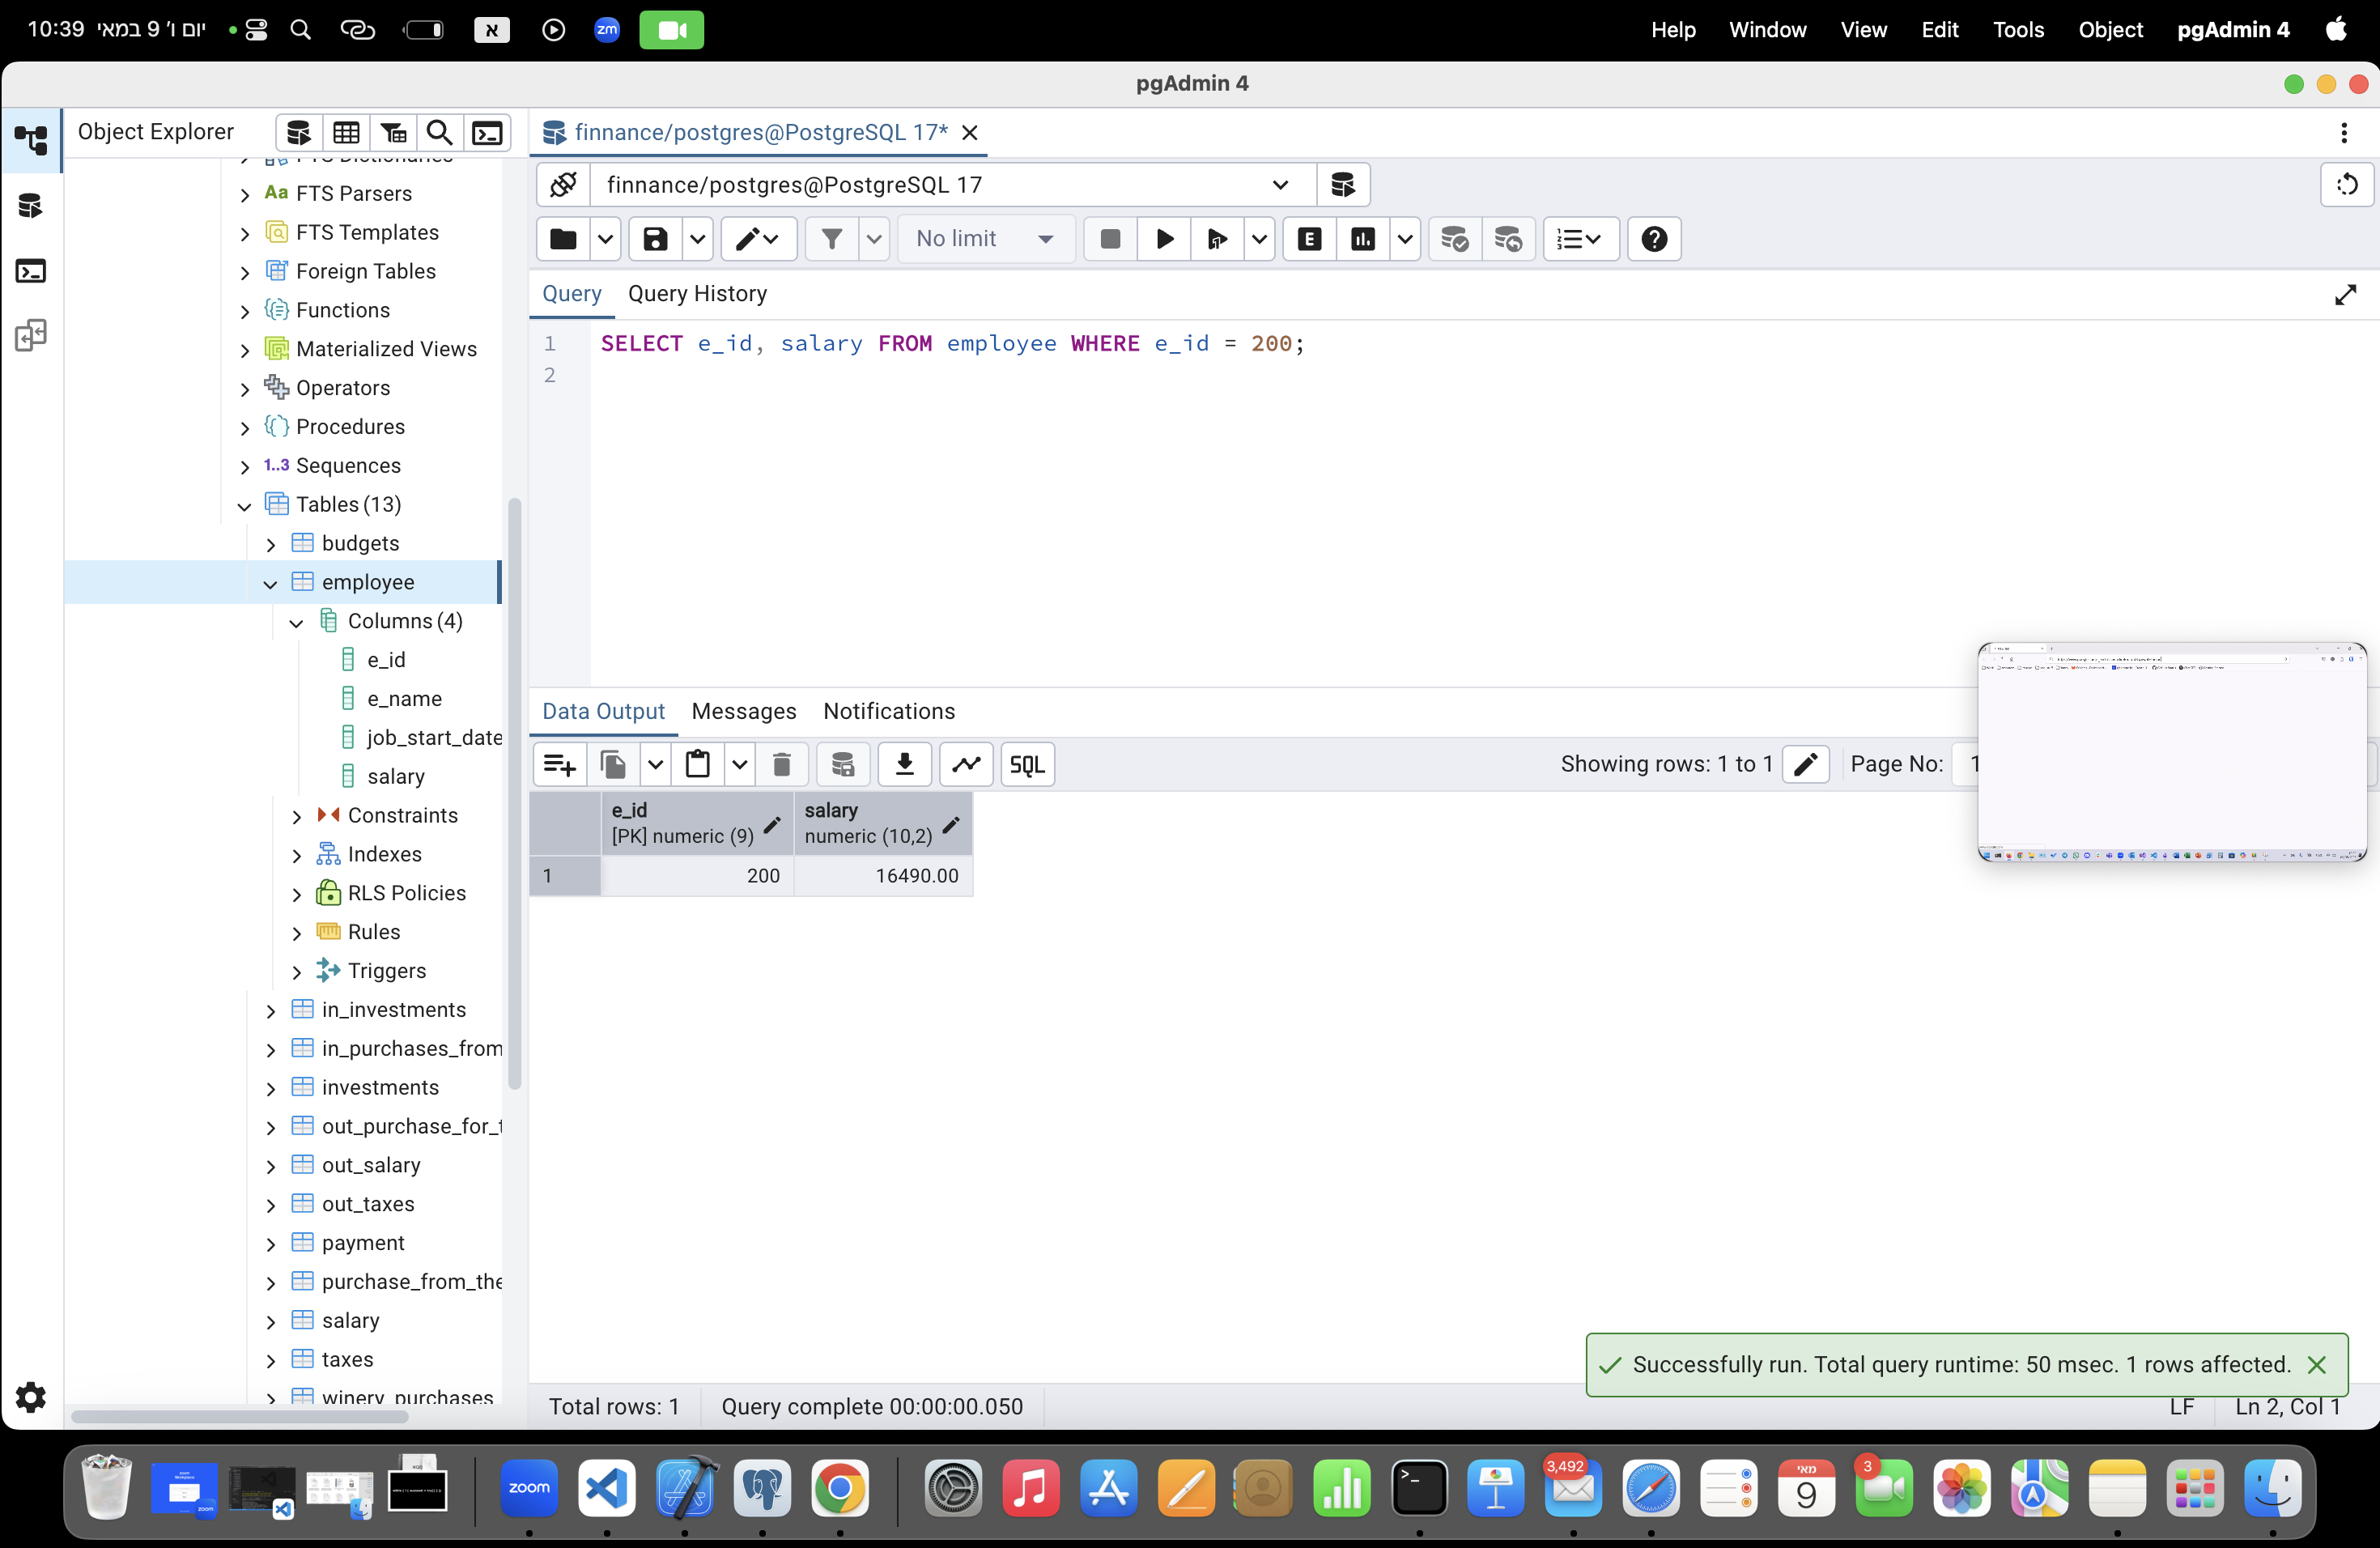 10:39 יום ו׳ 9 במאי
א
zm
Help Window View Edit Tools Object pgAdmin 4
pgAdmin 4
Object Explorer
finnance/postgres@PostgreSQL 17*
finnance/postgres@PostgreSQL 17
No limit
E
Query Query History
1 SELECT e_id, salary FROM employee WHERE e_id = 200;
2
FTS Dictionaries
Aa FTS Parsers
FTS Templates
Foreign Tables
Functions
Materialized Views
Operators
Procedures
1..3 Sequences
Tables (13)
budgets
employee
Columns (4)
e_id
e_name
job_start_date
salary
Constraints
Indexes
RLS Policies
Rules
Triggers
in_investments
in_purchases_from
investments
out_purchase_for_t
out_salary
out_taxes
payment
purchase_from_the
salary
taxes
winery_purchases
Data Output Messages Notifications
SQL
Showing rows: 1 to 1
Page No: 1
e_id salary
[PK] numeric (9) numeric (10,2)
1 200 16490.00
Successfully run. Total query runtime: 50 msec. 1 rows affected.
Total rows: 1 Query complete 00:00:00.050
LF Ln 2, Col 1
zoom
3,492
מאי
9
3